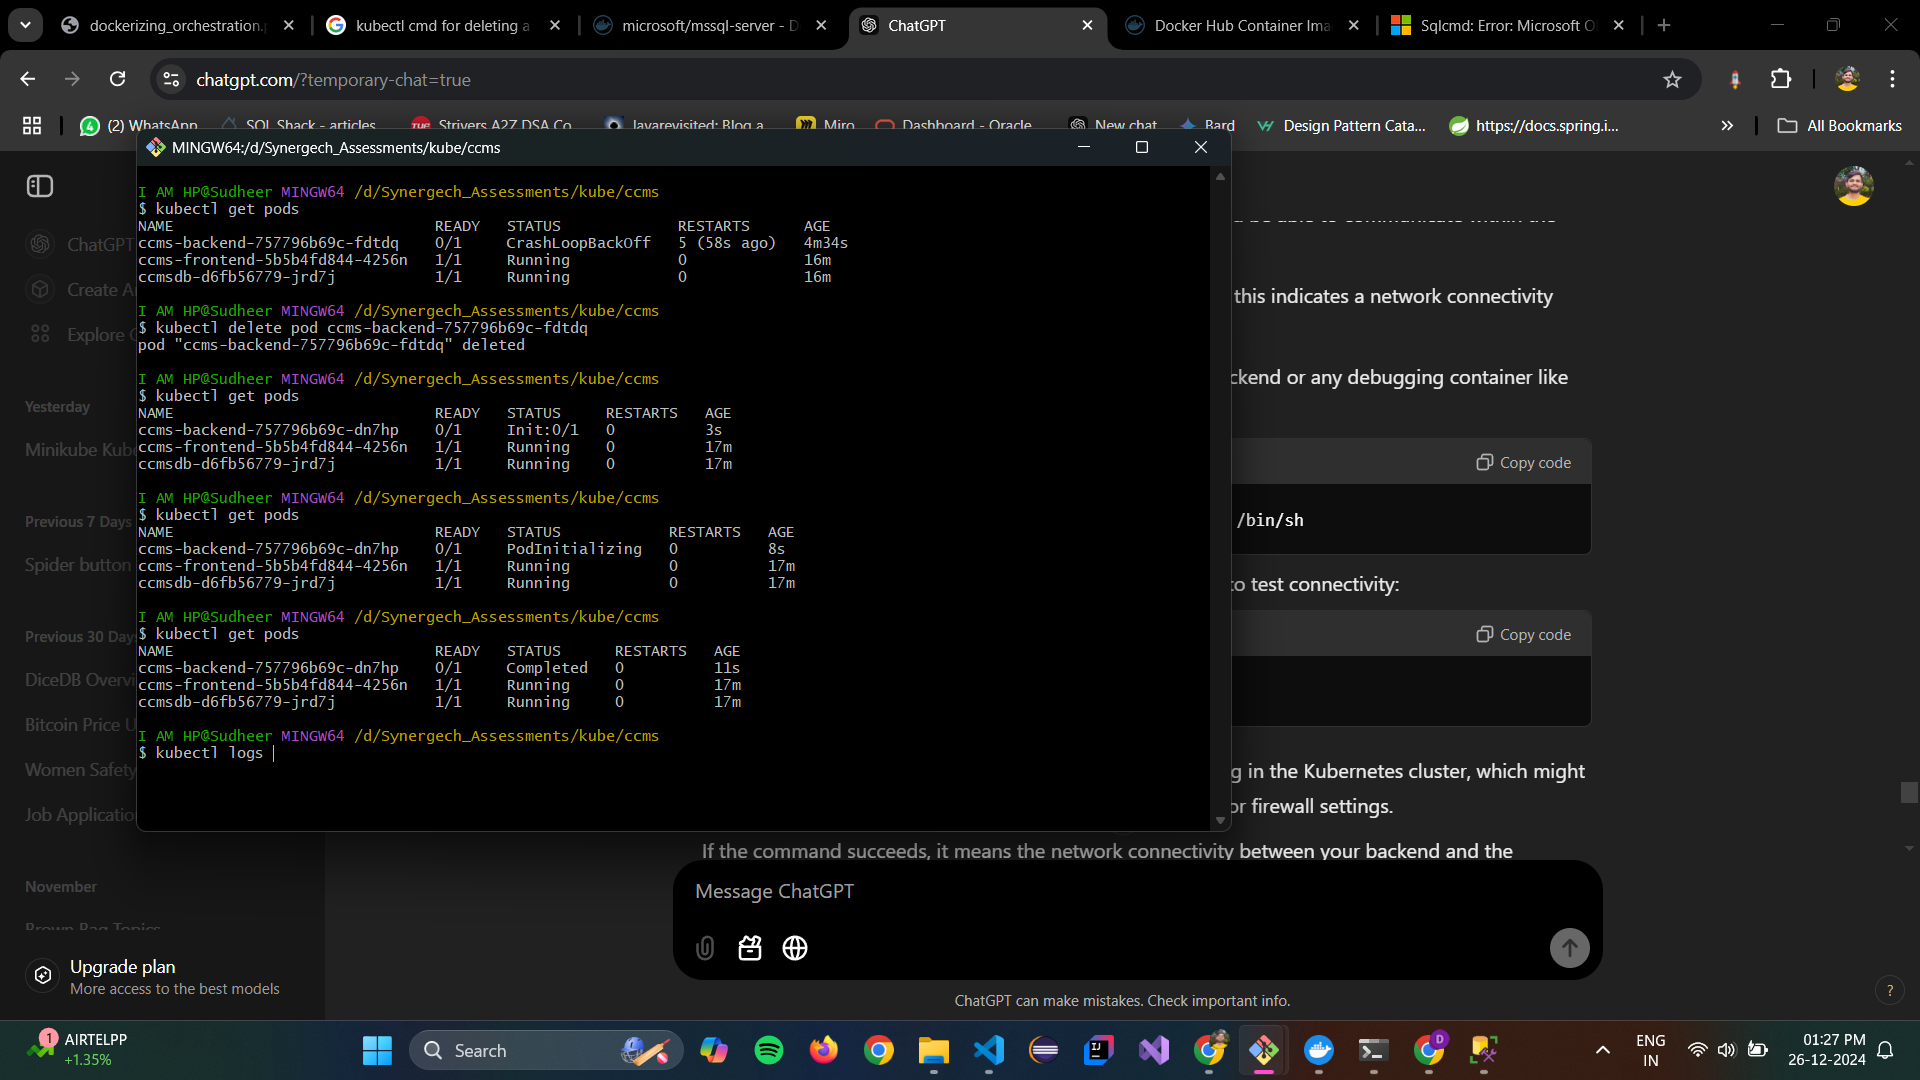 dockerizing_orchestration.
kubectl cmd for deleting a
microsoft/mssql-server - D
ChatGPT
Docker Hub Container Ima
Sqlcmd: Error: Microsoft O
chatgpt.com/?temporary-chat=true
(2) WhatsApp
SQL Shack - articles
Strivers A2Z DSA Co
Javarevisited: Blog a
Miro
Dashboard - Oracle
New chat
Bard
Design Pattern Cata...
https://docs.spring.i...
All Bookmarks
MINGW64:/d/Synergech_Assessments/kube/ccms
I AM HP@Sudheer MINGW64 /d/Synergech_Assessments/kube/ccms
$ kubectl get pods
NAME READY STATUS RESTARTS AGE
ccms-backend-757796b69c-fdtdq 0/1 CrashLoopBackOff 5 (58s ago) 4m34s
ccms-frontend-5b5b4fd844-4256n 1/1 Running 0 16m
ccmsdb-d6fb56779-jrd7j 1/1 Running 0 16m
I AM HP@Sudheer MINGW64 /d/Synergech_Assessments/kube/ccms
$ kubectl delete pod ccms-backend-757796b69c-fdtdq
pod "ccms-backend-757796b69c-fdtdq" deleted
I AM HP@Sudheer MINGW64 /d/Synergech_Assessments/kube/ccms
$ kubectl get pods
NAME READY STATUS RESTARTS AGE
ccms-backend-757796b69c-dn7hp 0/1 Init:0/1 0 3s
ccms-frontend-5b5b4fd844-4256n 1/1 Running 0 17m
ccmsdb-d6fb56779-jrd7j 1/1 Running 0 17m
I AM HP@Sudheer MINGW64 /d/Synergech_Assessments/kube/ccms
$ kubectl get pods
NAME READY STATUS RESTARTS AGE
ccms-backend-757796b69c-dn7hp 0/1 PodInitializing 0 8s
ccms-frontend-5b5b4fd844-4256n 1/1 Running 0 17m
ccmsdb-d6fb56779-jrd7j 1/1 Running 0 17m
I AM HP@Sudheer MINGW64 /d/Synergech_Assessments/kube/ccms
$ kubectl get pods
NAME READY STATUS RESTARTS AGE
ccms-backend-757796b69c-dn7hp 0/1 Completed 0 11s
ccms-frontend-5b5b4fd844-4256n 1/1 Running 0 17m
ccmsdb-d6fb56779-jrd7j 1/1 Running 0 17m
I AM HP@Sudheer MINGW64 /d/Synergech_Assessments/kube/ccms
$ kubectl logs
ChatGPT
Create A
Explore G
Yesterday
Minikube Kube
Previous 7 Days
Spider button
Previous 30 Day
DiceDB Overvi
Bitcoin Price U
Women Safety
Job Applicatio
November
Brown Bag Topics
Upgrade plan
More access to the best models
this indicates a network connectivity
ckend or any debugging container like
Copy code
/bin/sh
to test connectivity:
Copy code
g in the Kubernetes cluster, which might
or firewall settings.
If the command succeeds, it means the network connectivity between your backend and the
Message ChatGPT
ChatGPT can make mistakes. Check important info.
?
1
AIRTELPP
+1.35%
Search
D
ENG
IN
01:27 PM
26-12-2024